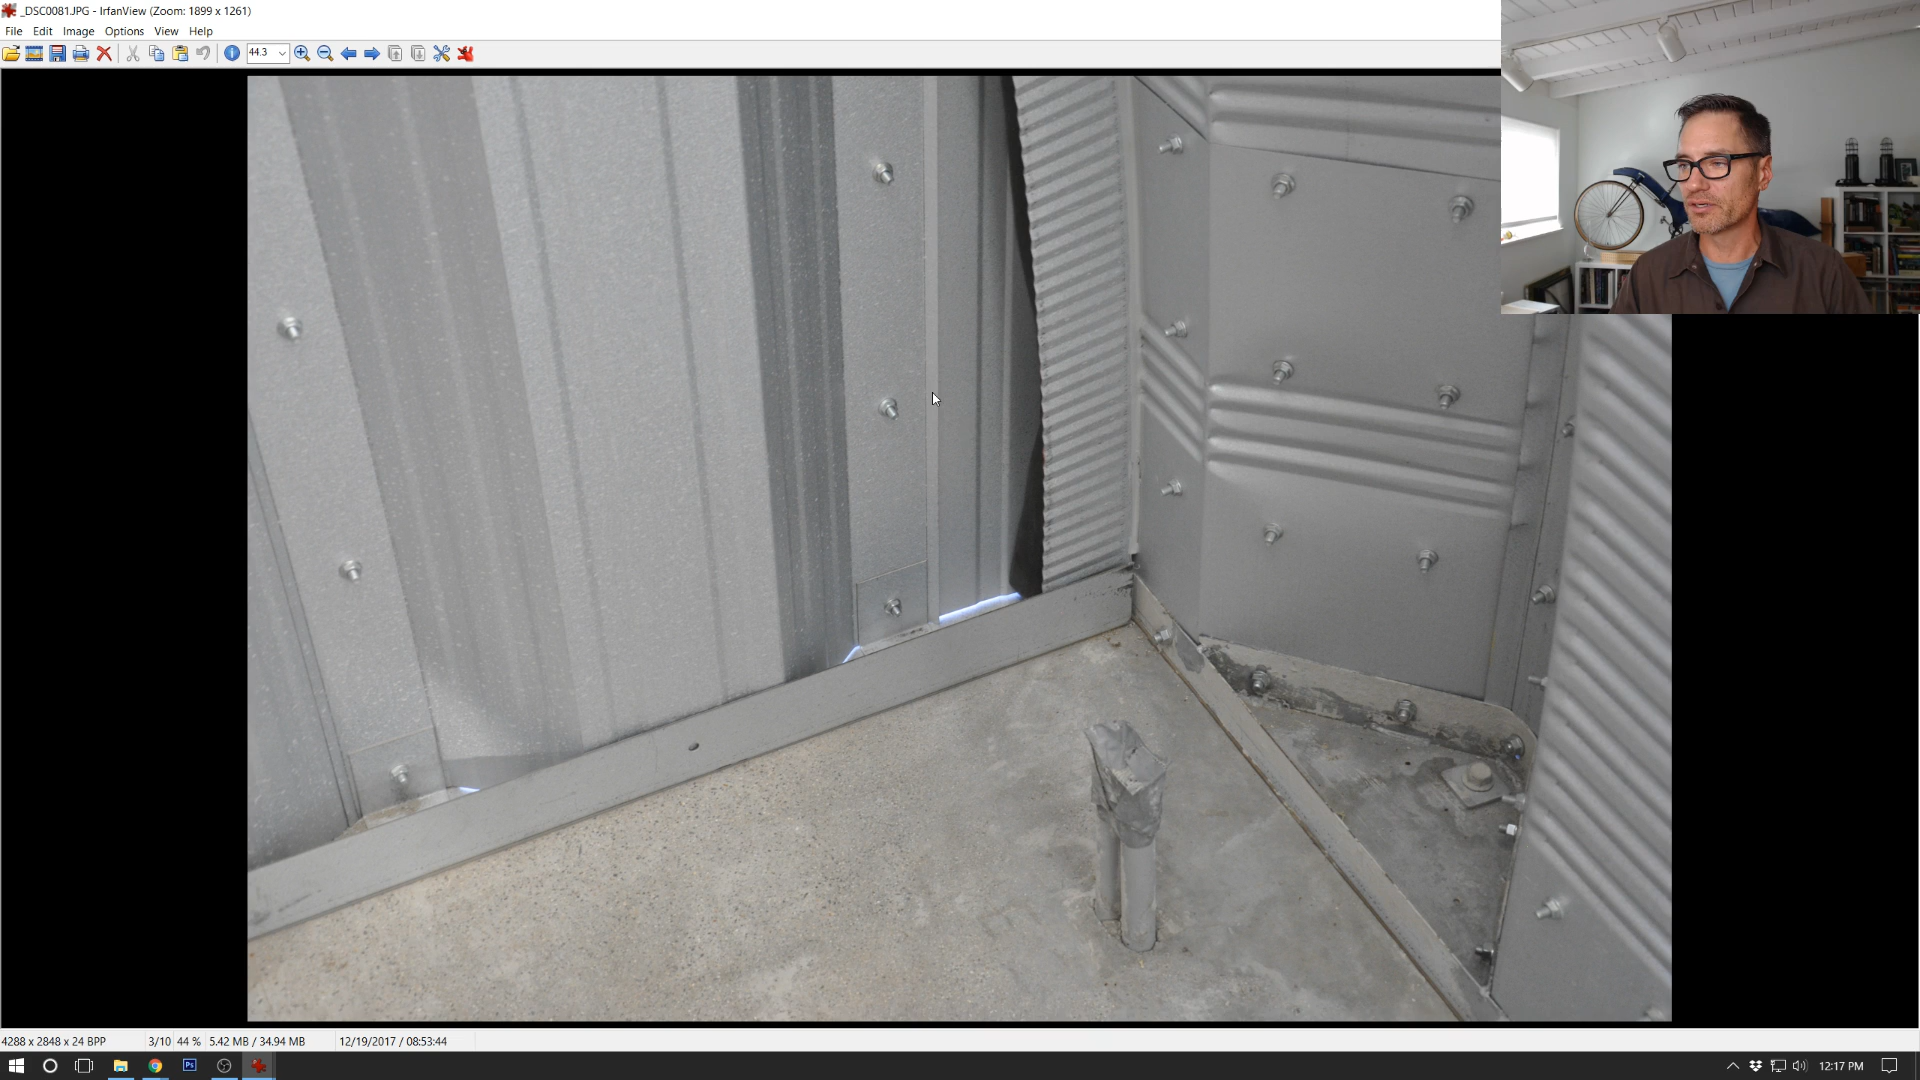 _DSC0081.JPG - IrfanView (Zoom: 1899 x 1261)
File Edit Image Options View Help
44.3
4288 x 2848 x 24 BPP 3/10 44 % 5.42 MB / 34.94 MB 12/19/2017 / 08:53:44
Ps 12:17 PM